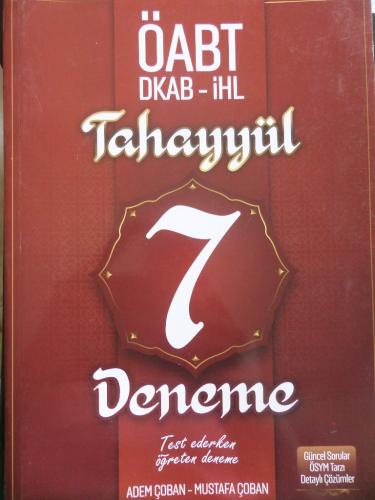 ÖABT
DKAB - iHL
Tahayyül
7
Deneme
Test ederken
öğreten deneme
Güncel Sorular
ÖSYM Tarzı
Detaylı Çözümler
ADEM ÇOBAN - MUSTAFA ÇOBAN